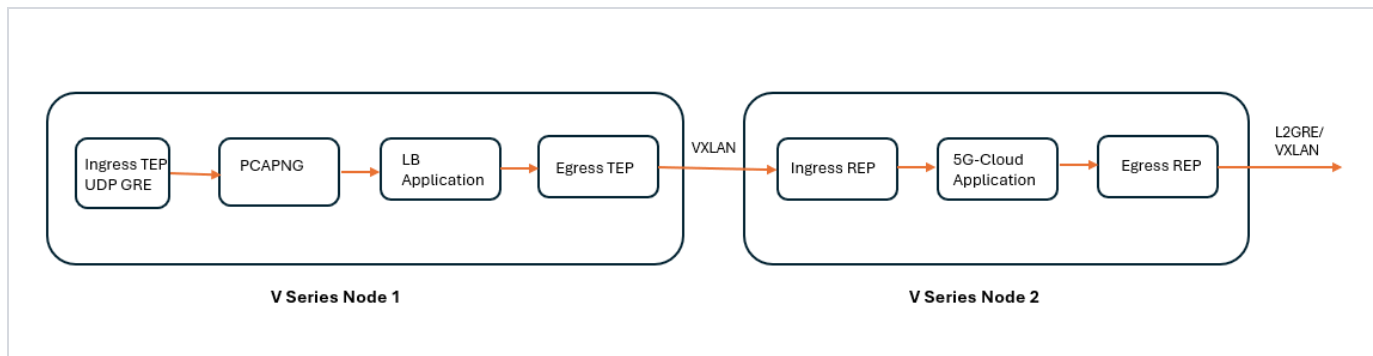 Ingress TEP
UDP GRE
PCAPNG
LB
Application
Egress TEP
VXLAN
Ingress REP
5G-Cloud
Application
Egress REP
L2GRE/
VXLAN
V Series Node 1
V Series Node 2